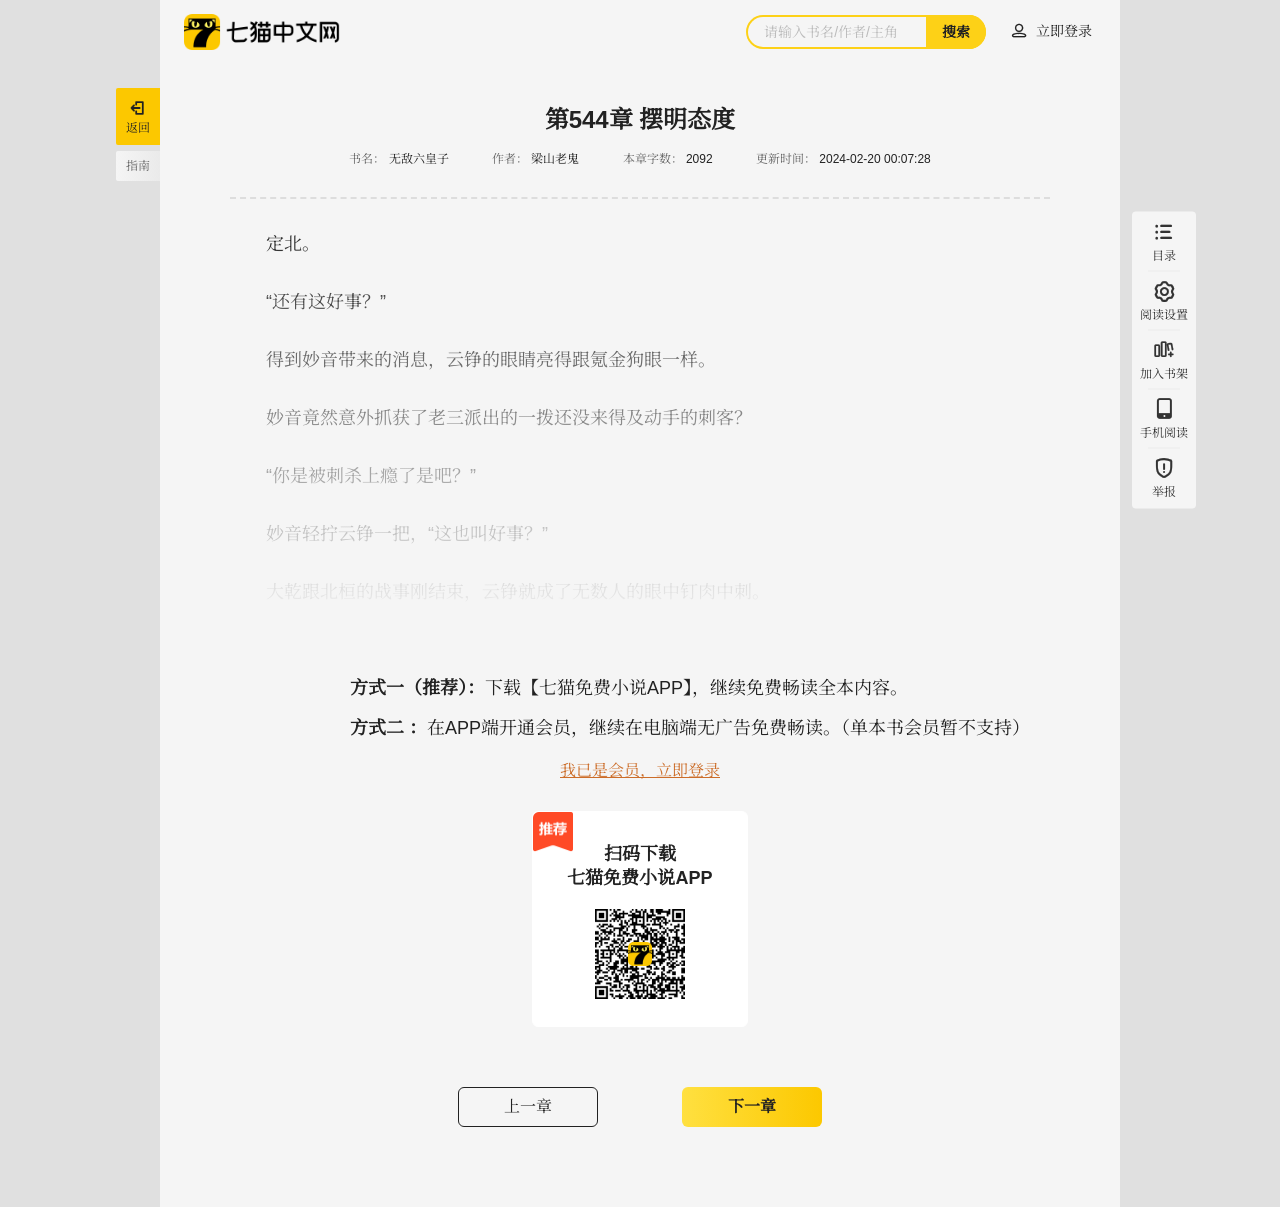 七猫中文网
请输入书名/作者/主角
搜索
立即登录
返回
指南
第544章 摆明态度
书名： 无敌六皇子 作者： 梁山老鬼 本章字数： 2092 更新时间： 2024-02-20 00:07:28
定北。
“还有这好事？”
得到妙音带来的消息，云铮的眼睛亮得跟氪金狗眼一样。
妙音竟然意外抓获了老三派出的一拨还没来得及动手的刺客？
“你是被刺杀上瘾了是吧？”
妙音轻拧云铮一把，“这也叫好事？”
大乾跟北桓的战事刚结束，云铮就成了无数人的眼中钉肉中刺。
目录
阅读设置
加入书架
手机阅读
举报
方式一（推荐）：下载【七猫免费小说APP】，继续免费畅读全本内容。
方式二 ：在APP端开通会员，继续在电脑端无广告免费畅读。（单本书会员暂不支持）
我已是会员，立即登录
推荐
扫码下载
七猫免费小说APP
上一章
下一章